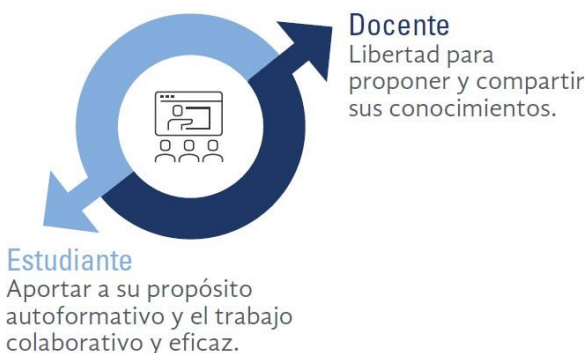 Docente
Libertad para
proponer y compartir
sus conocimientos.
Estudiante
Aportar a su propósito
autoformativo y el trabajo
colaborativo y eficaz.